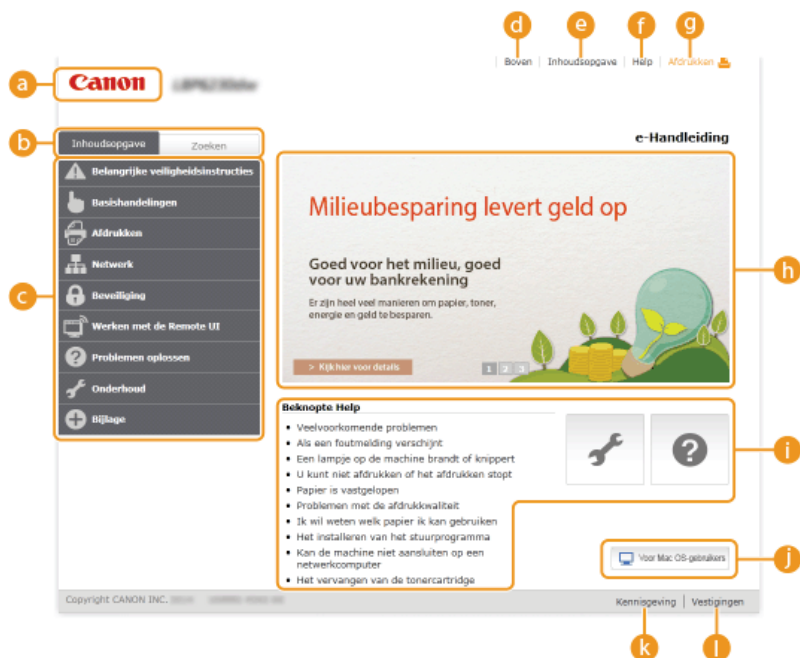 d e f g
Boven | Inhoudsopgave | Help | Afdrukken
a Canon
b Inhoudsopgave Zoeken
e-Handleiding
c
Belangrijke veiligheidsinstructies
Basishandelingen
Afdrukken
Netwerk
Beveiliging
Werken met de Remote UI
Problemen oplossen
Onderhoud
Bijlage
Milieubesparing levert geld op
Goed voor het milieu, goed
voor uw bankrekening
Er zijn heel veel manieren om papier, toner,
energie en geld te besparen.
> Kijk hier voor details
1 2 3
h
Beknopte Help
• Veelvoorkomende problemen
• Als een foutmelding verschijnt
• Een lampje op de machine brandt of knippert
• U kunt niet afdrukken of het afdrukken stopt
• Papier is vastgelopen
• Problemen met de afdrukkwaliteit
• Ik wil weten welk papier ik kan gebruiken
• Het installeren van het stuurprogramma
• Kan de machine niet aansluiten op een
netwerkcomputer
• Het vervangen van de tonercartridge
i
Voor Mac OS-gebruikers
j
Copyright CANON INC.
Kennisgeving | Vestigingen
k l